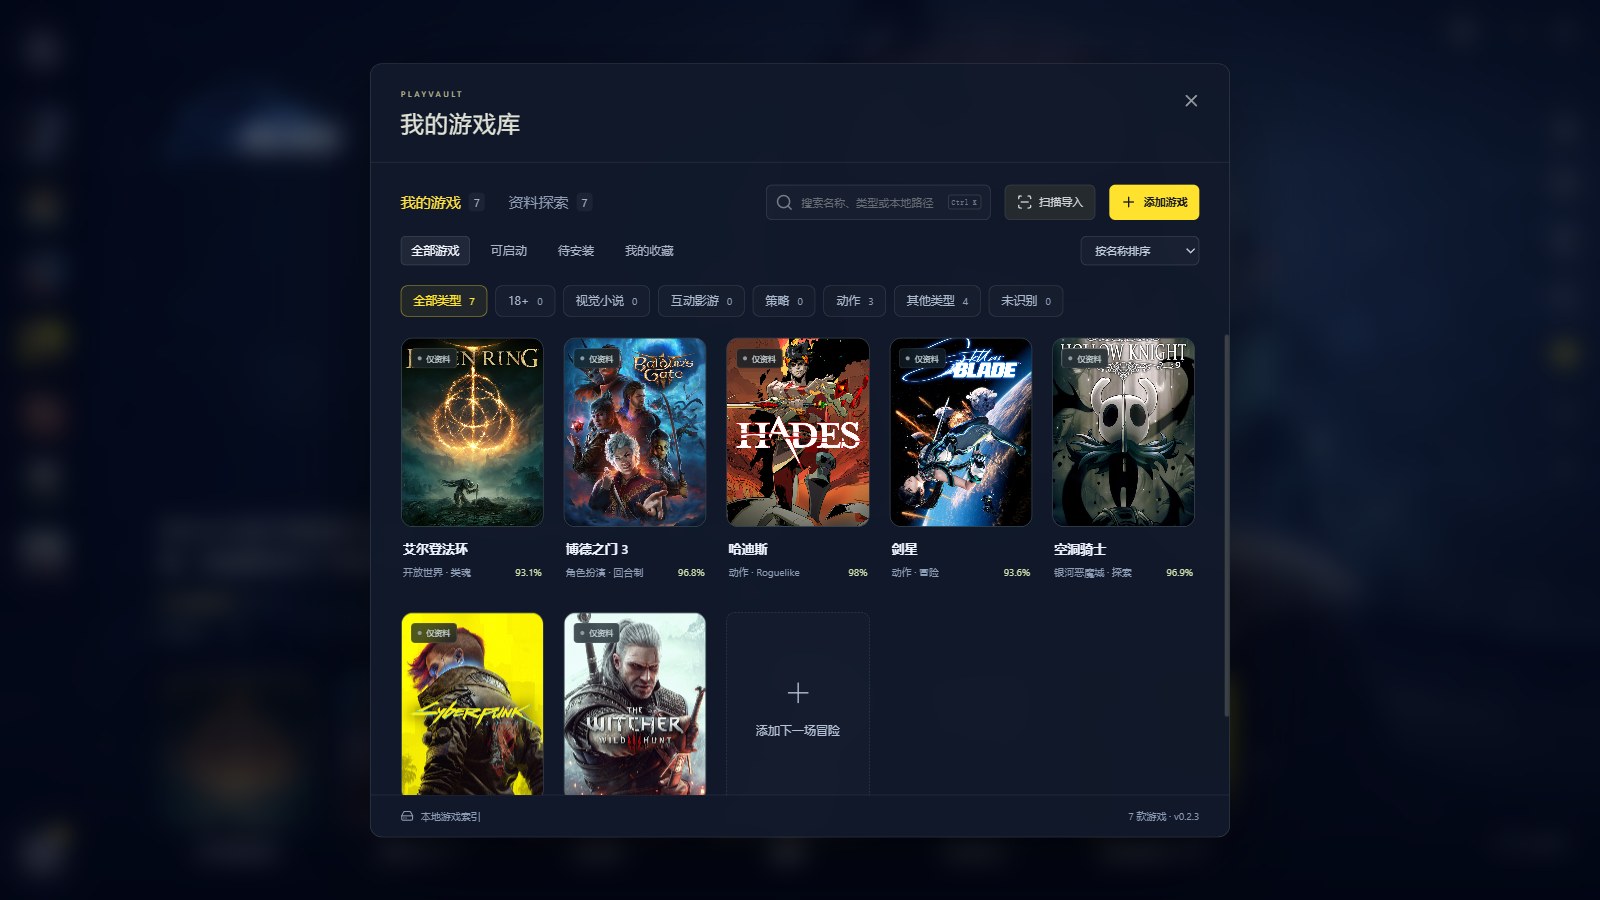 PLAYVAULT
我的游戏库
我的游戏 7 资料探索 7
搜索名称、类型或本地路径 Ctrl K
扫描导入
添加游戏
全部游戏 可启动 待安装 我的收藏
按名称排序
全部类型 7 18+ 0 视觉小说 0 互动影游 0 策略 0 动作 3 其他类型 4 未识别 0
仅资料
RING
仅资料
Baldur's
Gate
仅资料
HADES
仅资料
Stellar
BLADE
仅资料
HOLLOW KNIGHT
艾尔登法环
开放世界 · 类魂 93.1%
博德之门 3
角色扮演 · 回合制 96.8%
哈迪斯
动作 · Roguelike 98%
剑星
动作 · 冒险 93.6%
空洞骑士
银河恶魔城 · 探索 96.9%
仅资料
Cyberpunk
仅资料
THE
WITCHER
WILD HUNT
添加下一场冒险
本地游戏索引
7 款游戏 · v0.2.3